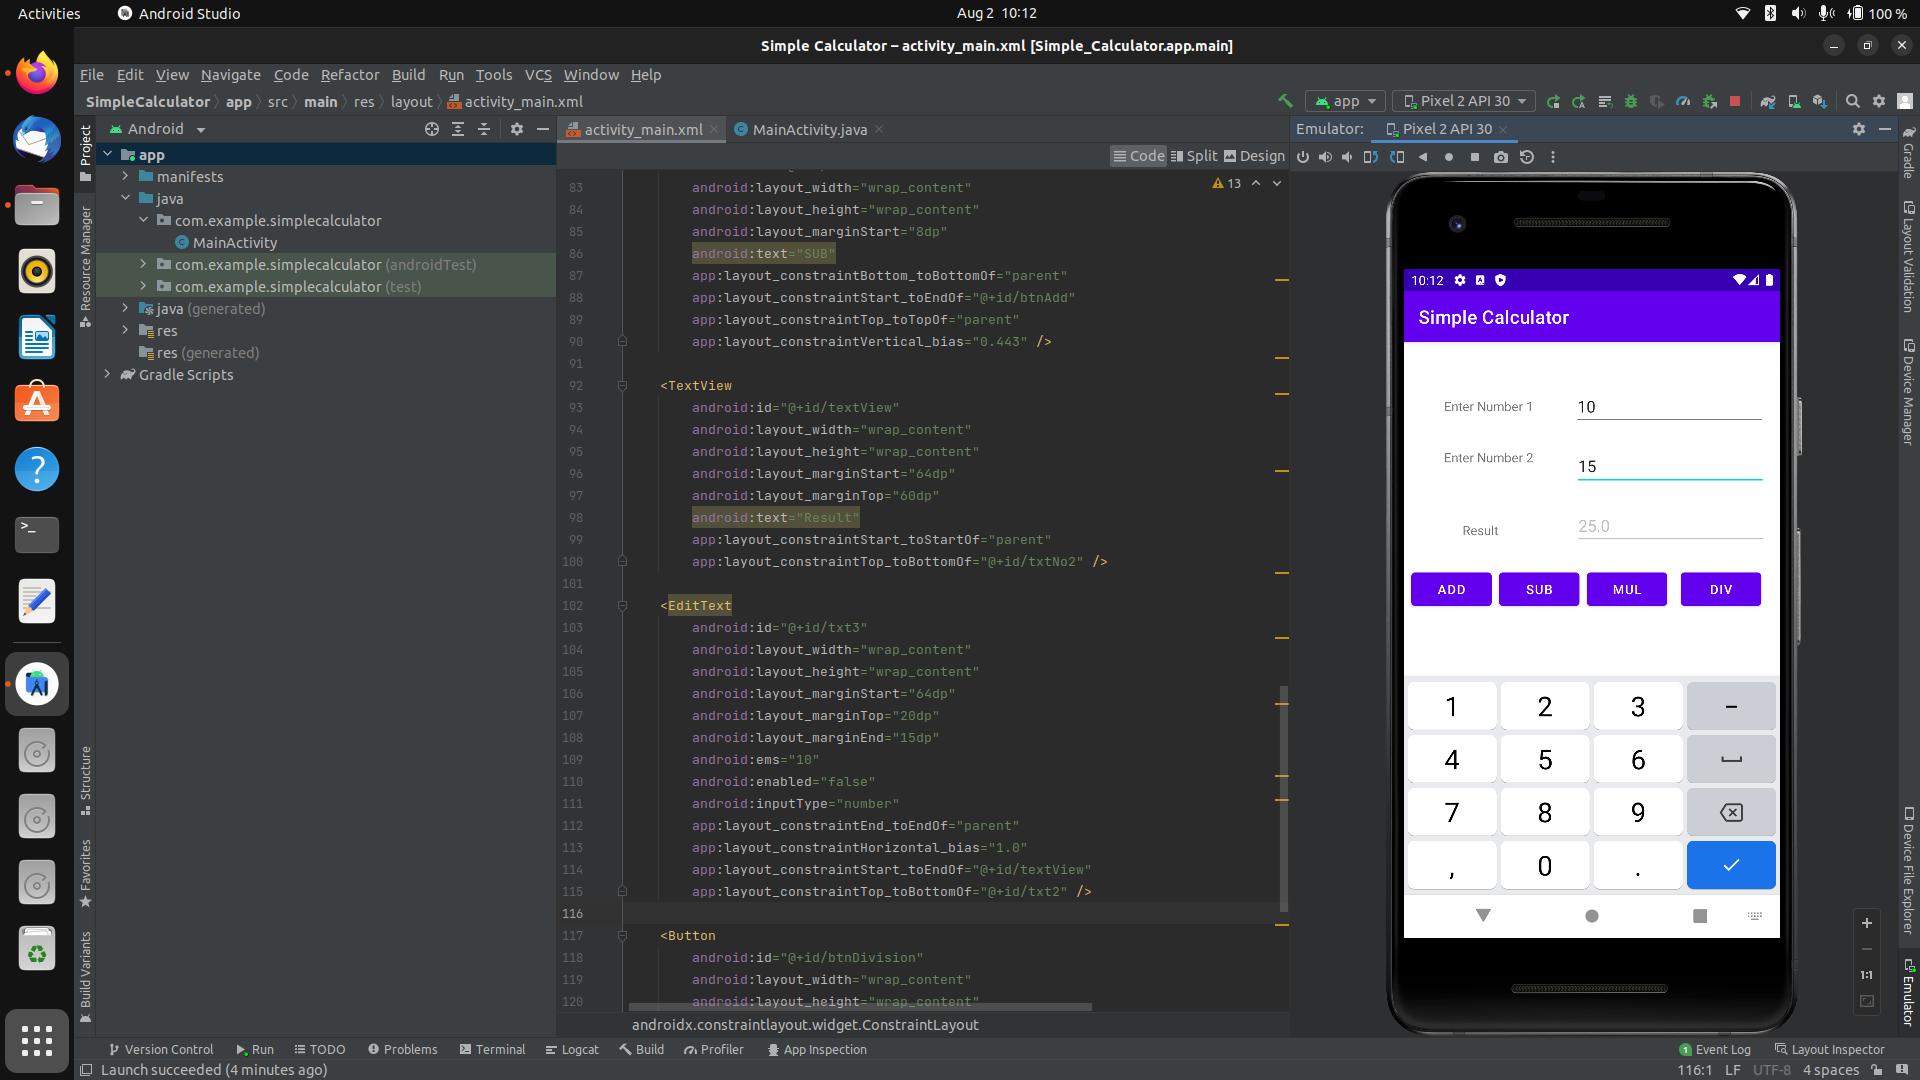 Activities
Android Studio
Aug 2 10:12
100 %
Simple Calculator – activity_main.xml [Simple_Calculator.app.main]
File Edit View Navigate Code Refactor Build Run Tools VCS Window Help
SimpleCalculator app src main res layout activity_main.xml
app
Pixel 2 API 30
Project
Resource Manager
Structure
Favorites
Build Variants
Android
app
manifests
java
com.example.simplecalculator
MainActivity
com.example.simplecalculator (androidTest)
com.example.simplecalculator (test)
java (generated)
res
res (generated)
Gradle Scripts
activity_main.xml
MainActivity.java
Code Split Design
13
83 android:layout_width="wrap_content"
84 android:layout_height="wrap_content"
85 android:layout_marginStart="8dp"
86 android:text="SUB"
87 app:layout_constraintBottom_toBottomOf="parent"
88 app:layout_constraintStart_toEndOf="@+id/btnAdd"
89 app:layout_constraintTop_toTopOf="parent"
90 app:layout_constraintVertical_bias="0.443" />
91
92 <TextView
93 android:id="@+id/textView"
94 android:layout_width="wrap_content"
95 android:layout_height="wrap_content"
96 android:layout_marginStart="64dp"
97 android:layout_marginTop="60dp"
98 android:text="Result"
99 app:layout_constraintStart_toStartOf="parent"
100 app:layout_constraintTop_toBottomOf="@+id/txtNo2" />
101
102 <EditText
103 android:id="@+id/txt3"
104 android:layout_width="wrap_content"
105 android:layout_height="wrap_content"
106 android:layout_marginStart="64dp"
107 android:layout_marginTop="20dp"
108 android:layout_marginEnd="15dp"
109 android:ems="10"
110 android:enabled="false"
111 android:inputType="number"
112 app:layout_constraintEnd_toEndOf="parent"
113 app:layout_constraintHorizontal_bias="1.0"
114 app:layout_constraintStart_toEndOf="@+id/textView"
115 app:layout_constraintTop_toBottomOf="@+id/txt2" />
116
117 <Button
118 android:id="@+id/btnDivision"
119 android:layout_width="wrap_content"
120 android:layout_height="wrap_content"
androidx.constraintlayout.widget.ConstraintLayout
Emulator: Pixel 2 API 30
10:12
Simple Calculator
Enter Number 1 10
Enter Number 2 15
Result 25.0
ADD SUB MUL DIV
1 2 3 -
4 5 6
7 8 9
, 0 .
1:1
Gradle
Layout Validation
Device Manager
Device File Explorer
Emulator
Version Control Run TODO Problems Terminal Logcat Build Profiler App Inspection
1 Event Log Layout Inspector
Launch succeeded (4 minutes ago)
116:1 LF UTF-8 4 spaces